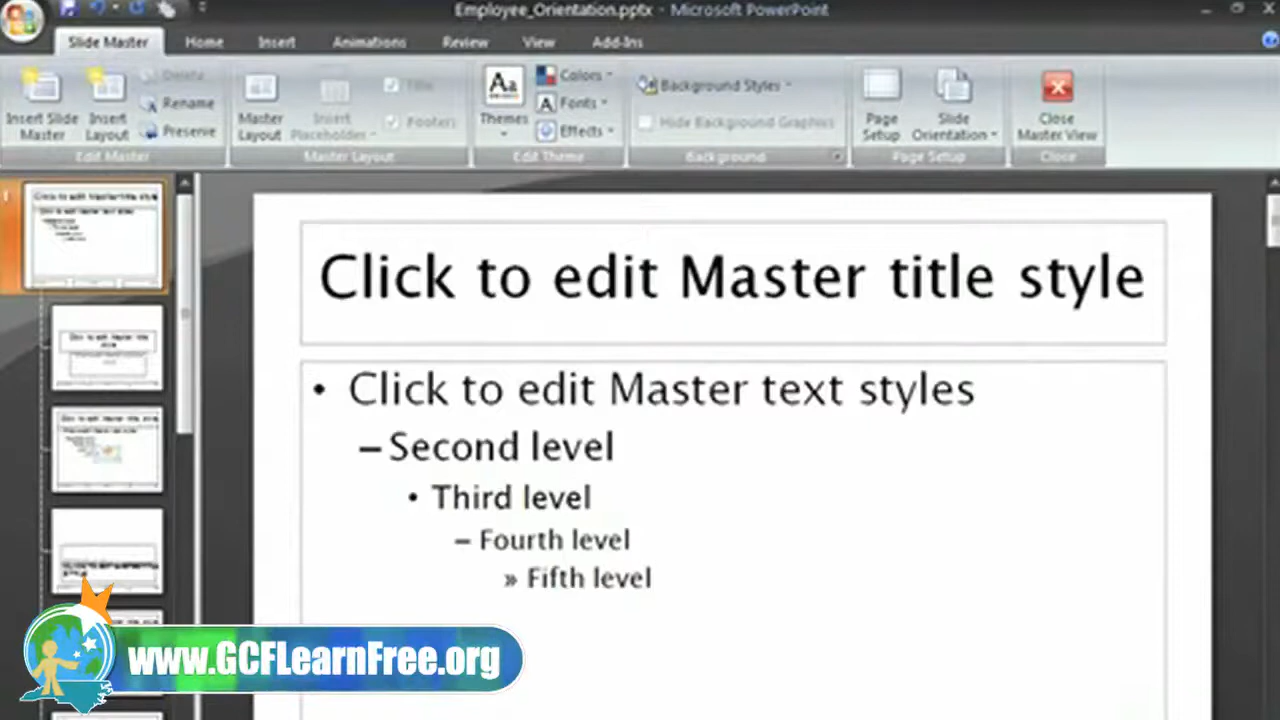 Employee_Orientation.pptx - Microsoft PowerPoint
Slide Master Home Insert Animations Review View Add-Ins
Insert Slide Master
Insert Layout
Delete
Rename
Preserve
Edit Master
Master Layout
Insert Placeholder
Title
Footers
Master Layout
Themes
Colors
Fonts
Effects
Edit Theme
Background Styles
Hide Background Graphics
Background
Page Setup
Slide Orientation
Page Setup
Close Master View
Close
1
Click to edit Master title style
• Click to edit Master text styles
– Second level
• Third level
– Fourth level
» Fifth level
www.GCFLearnFree.org